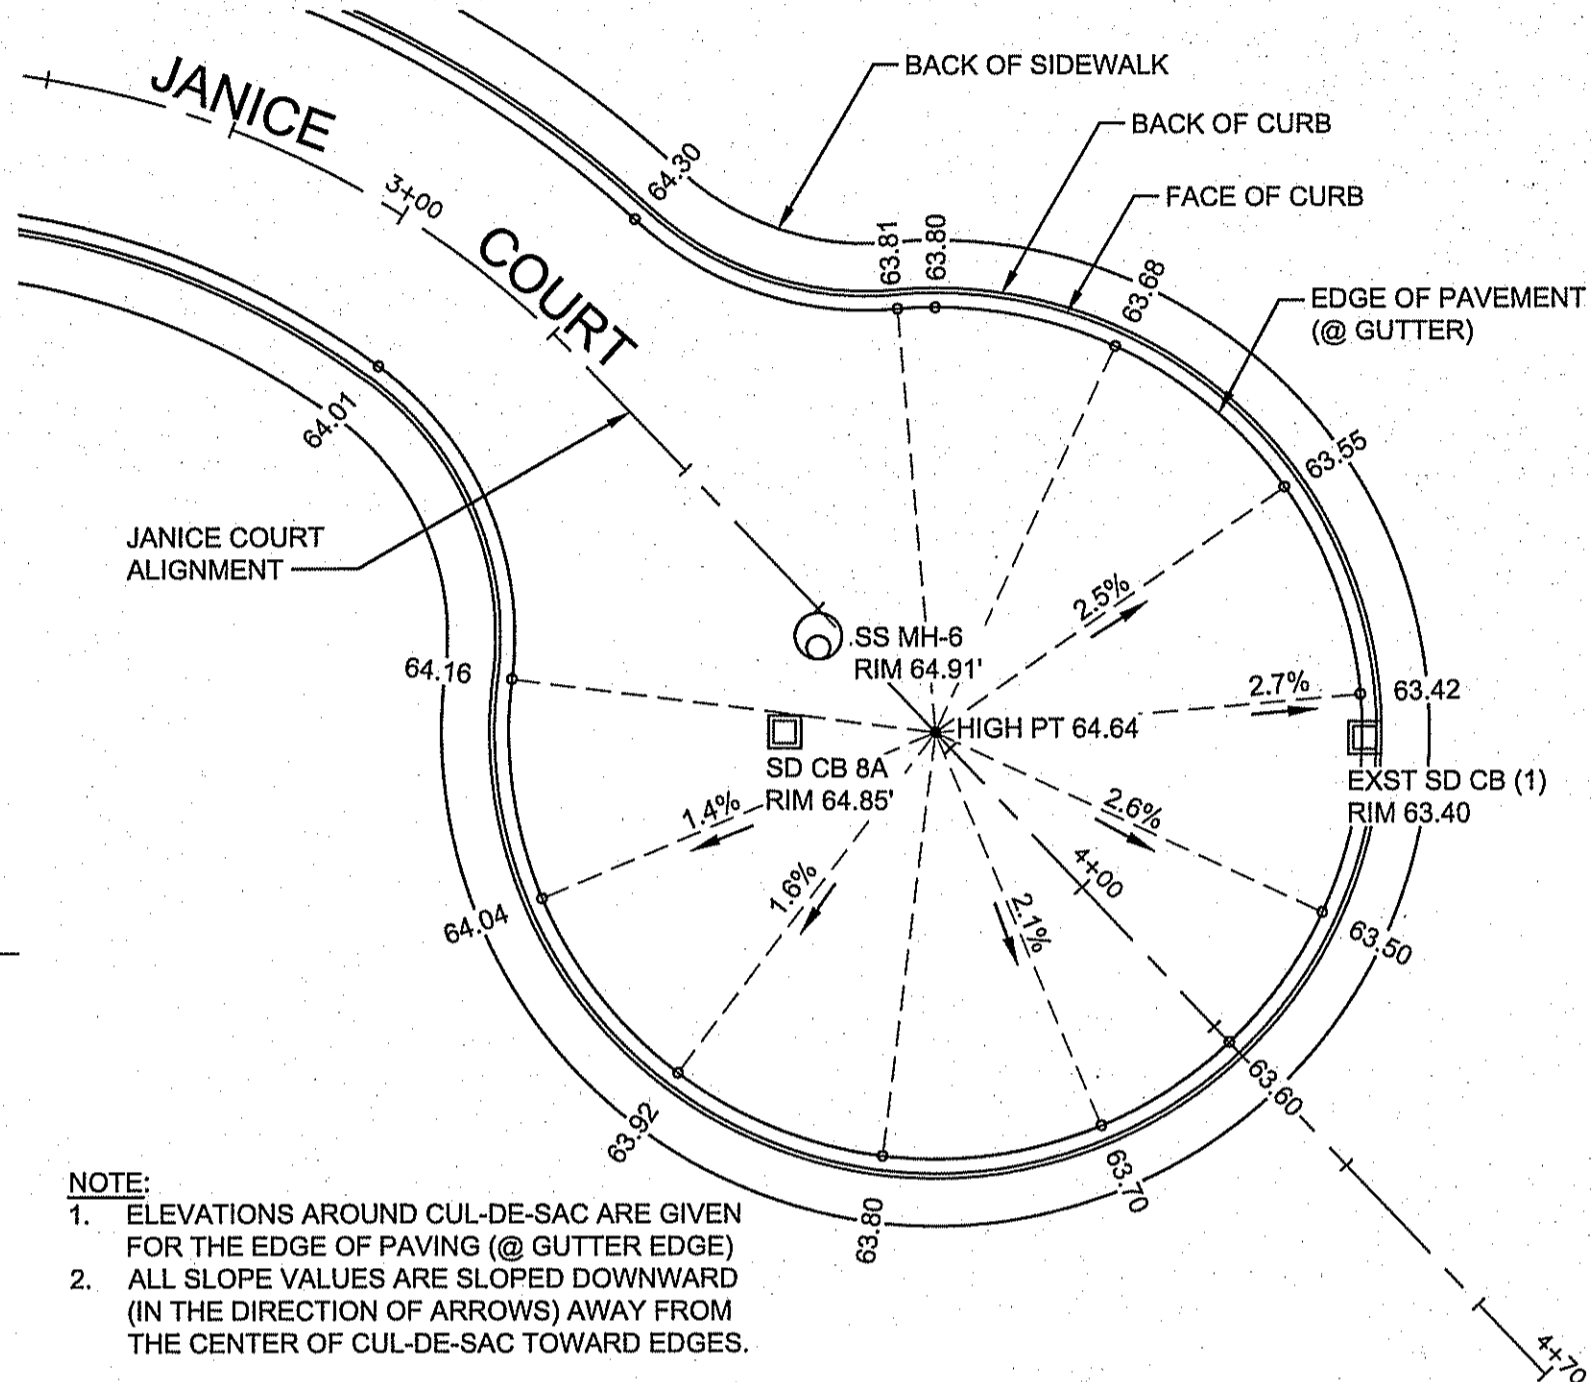 BACK OF SIDEWALK
JANICE
BACK OF CURB
64.30
3+00
FACE OF CURB
63.81
63.80
COURT
63.68
EDGE OF PAVEMENT
(@ GUTTER)
64.01
63.55
JANICE COURT
ALIGNMENT
2.5%
SS MH-6
RIM 64.91'
64.16
2.7%
63.42
HIGH PT 64.64
SD CB 8A
RIM 64.85'
EXST SD CB (1)
RIM 63.40
1.4%
2.6%
1.6%
4+00
2.1%
64.04
63.50
63.60
63.92
63.70
63.80
NOTE:
1. ELEVATIONS AROUND CUL-DE-SAC ARE GIVEN
FOR THE EDGE OF PAVING (@ GUTTER EDGE)
2. ALL SLOPE VALUES ARE SLOPED DOWNWARD
(IN THE DIRECTION OF ARROWS) AWAY FROM
THE CENTER OF CUL-DE-SAC TOWARD EDGES.
4+70